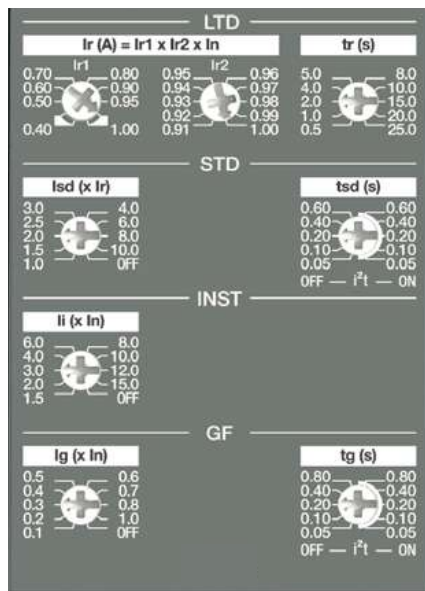 LTD
Ir (A) = Ir1 x Ir2 x In
tr (s)
Ir1
Ir2
0.70 0.80 0.95 0.96 5.0 8.0
0.60 0.90 0.94 0.97 4.0 10.0
0.50 0.95 0.93 0.98 2.0 15.0
0.92 0.99 1.0 20.0
0.40 1.00 0.91 1.00 0.5 25.0
STD
Isd (x Ir)
tsd (s)
3.0 4.0 0.60 0.60
2.5 6.0 0.40 0.40
2.0 8.0 0.20 0.20
1.5 10.0 0.10 0.10
1.0 OFF 0.05 0.05
OFF — i²t — ON
INST
Ii (x In)
6.0 8.0
4.0 10.0
3.0 12.0
2.0 15.0
1.5 OFF
GF
Ig (x In)
tg (s)
0.5 0.6 0.80 0.80
0.4 0.7 0.40 0.40
0.3 0.8 0.20 0.20
0.2 1.0 0.10 0.10
0.1 OFF 0.05 0.05
OFF — i²t — ON